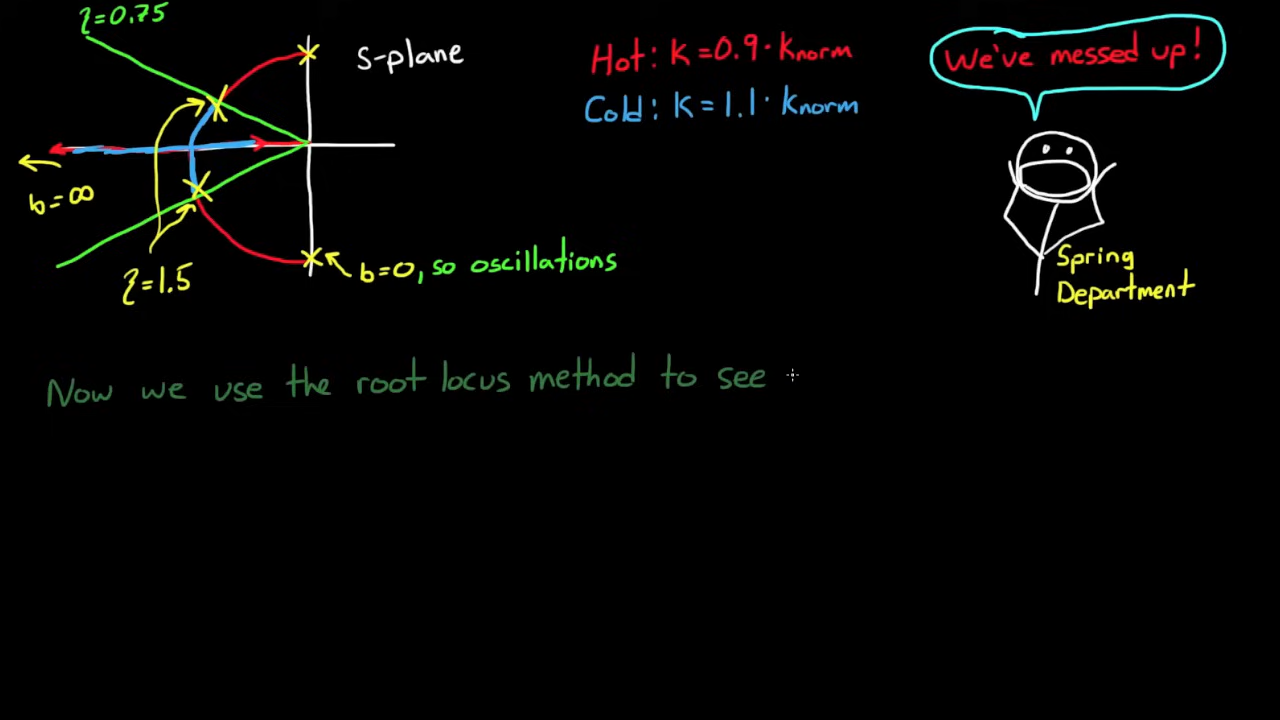 ζ=0.75
S-plane
Hot: K=0.9·Knorm
Cold: K=1.1·Knorm
We've messed up!
b=∞
ζ=1.5
b=0, so oscillations
Spring
Department
Now we use the root locus method to see